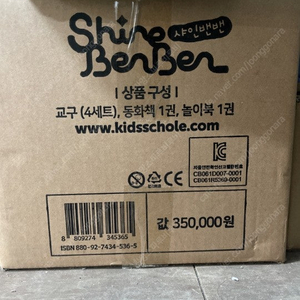 Shine BenBen
샤인벤벤
| 상품구성 |
교구 (4세트), 동화책 1권, 놀이북 1권
www.kidsschole.com
CB061D007-0001
값 350,000원
8 809274 345365
ISBN 880-92-7434-536-5